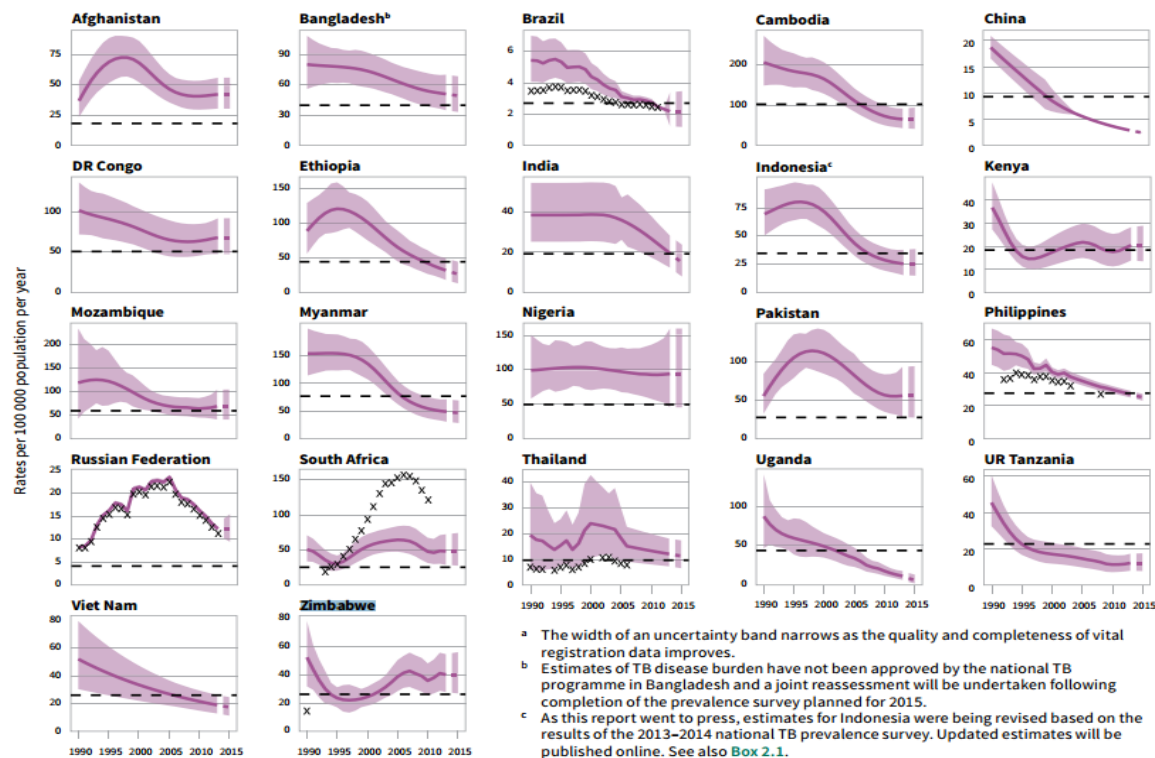 Rates per 100 000 population per year
Afghanistan
75
50
25
0
Bangladeshᵇ
90
60
30
0
Brazil
6
4
2
0
Cambodia
200
100
0
China
20
15
10
5
0
DR Congo
100
50
0
Ethiopia
150
100
50
0
India
40
20
0
Indonesiaᶜ
75
50
25
0
Kenya
40
30
20
10
0
Mozambique
200
150
100
50
0
Myanmar
150
100
50
0
Nigeria
150
100
50
0
Pakistan
100
50
0
Philippines
60
40
20
0
Russian Federation
25
20
15
10
5
0
South Africa
150
100
50
0
Thailand
40
30
20
10
0
1990 1995 2000 2005 2010 2015
Uganda
100
50
0
1990 1995 2000 2005 2010 2015
UR Tanzania
60
40
20
0
1990 1995 2000 2005 2010 2015
Viet Nam
80
60
40
20
0
1990 1995 2000 2005 2010 2015
Zimbabwe
80
60
40
20
0
1990 1995 2000 2005 2010 2015
ᵃ The width of an uncertainty band narrows as the quality and completeness of vital
registration data improves.
ᵇ Estimates of TB disease burden have not been approved by the national TB
programme in Bangladesh and a joint reassessment will be undertaken following
completion of the prevalence survey planned for 2015.
ᶜ As this report went to press, estimates for Indonesia were being revised based on the
results of the 2013–2014 national TB prevalence survey. Updated estimates will be
published online. See also Box 2.1.